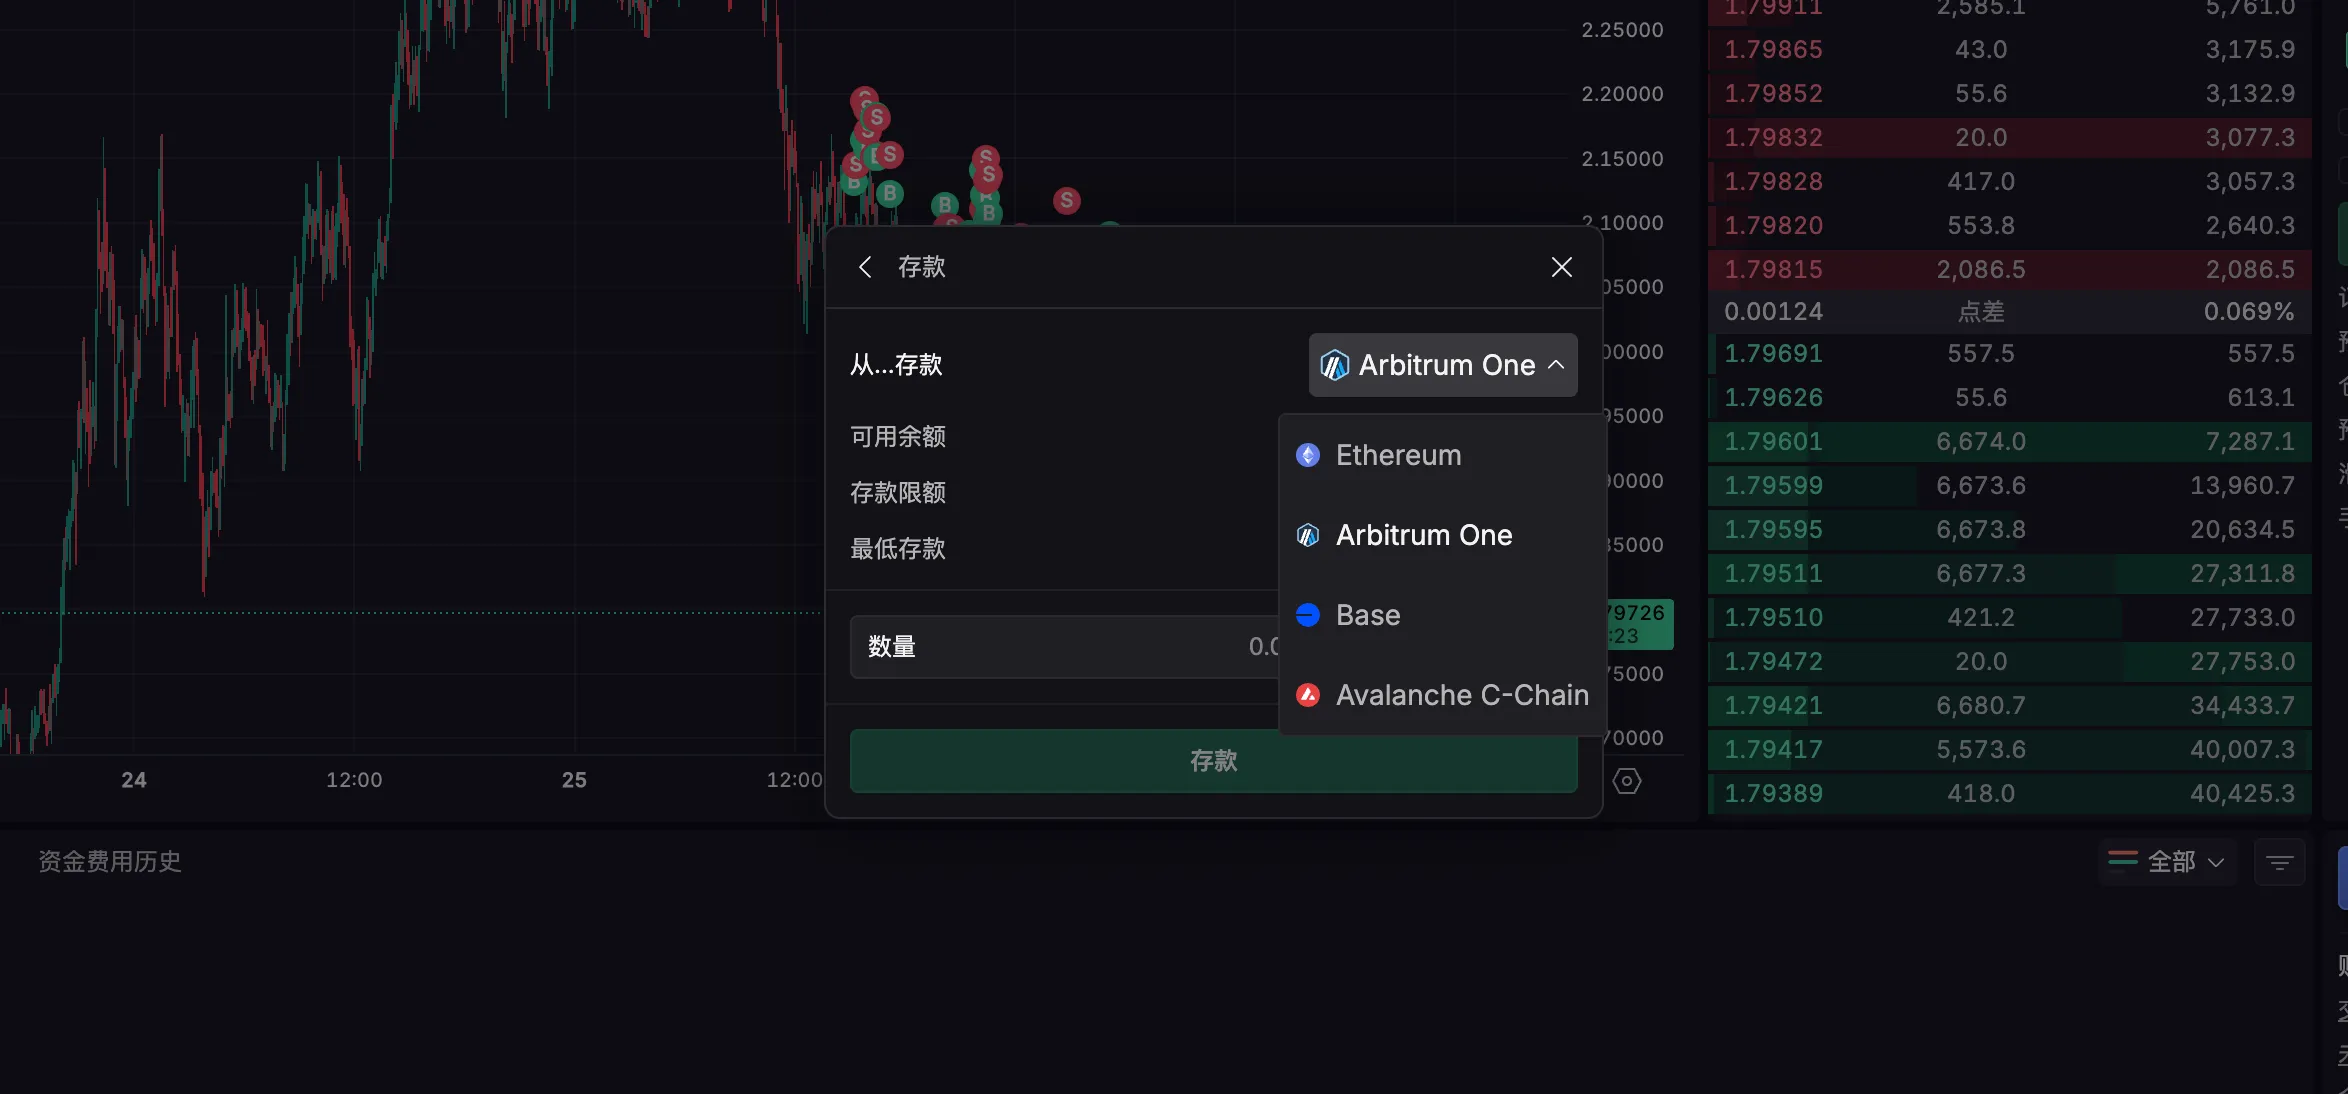 2.25000
2.20000
2.15000
2.10000
05000
00000
95000
90000
85000
79726
:23
75000
70000
24
12:00
25
12:00
S
S
S
S
S
B
B
B
S
S
B
S
存款
从...存款
Arbitrum One
可用余额
存款限额
最低存款
数量
0.0
存款
Ethereum
Arbitrum One
Base
Avalanche C-Chain
1.79911 2,585.1 5,761.0
1.79865 43.0 3,175.9
1.79852 55.6 3,132.9
1.79832 20.0 3,077.3
1.79828 417.0 3,057.3
1.79820 553.8 2,640.3
1.79815 2,086.5 2,086.5
0.00124 点差 0.069%
1.79691 557.5 557.5
1.79626 55.6 613.1
1.79601 6,674.0 7,287.1
1.79599 6,673.6 13,960.7
1.79595 6,673.8 20,634.5
1.79511 6,677.3 27,311.8
1.79510 421.2 27,733.0
1.79472 20.0 27,753.0
1.79421 6,680.7 34,433.7
1.79417 5,573.6 40,007.3
1.79389 418.0 40,425.3
资金费用历史
全部